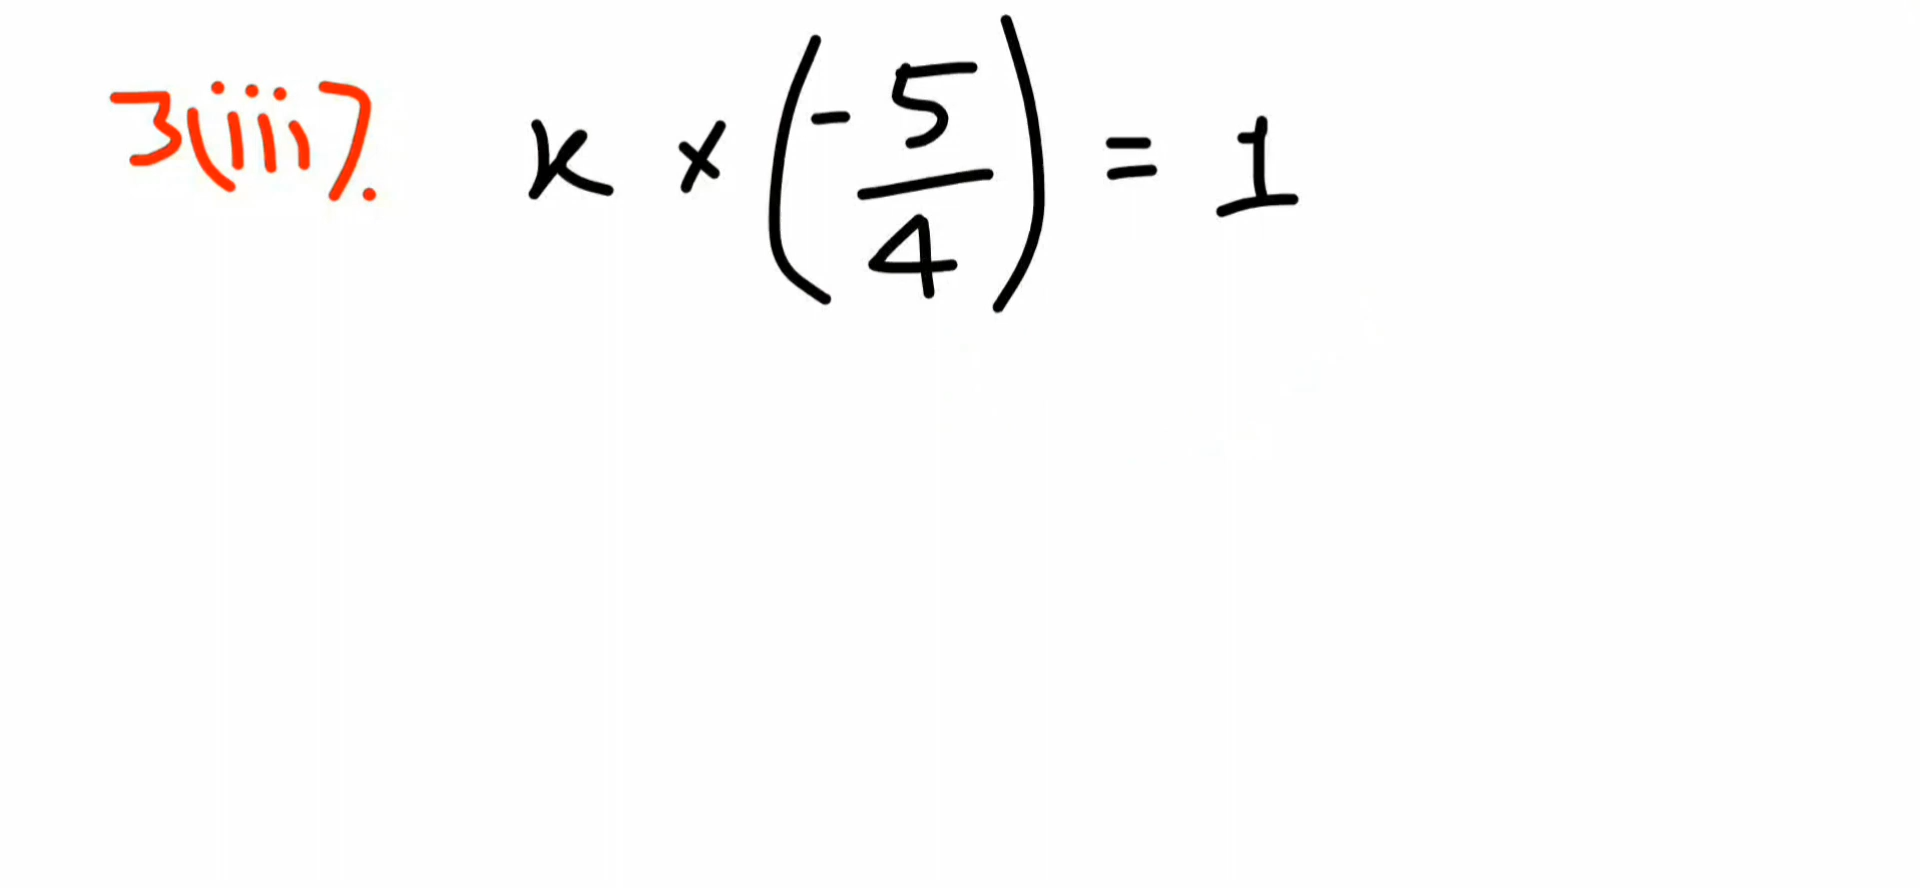 3(iii). K × (-5/4) = 1